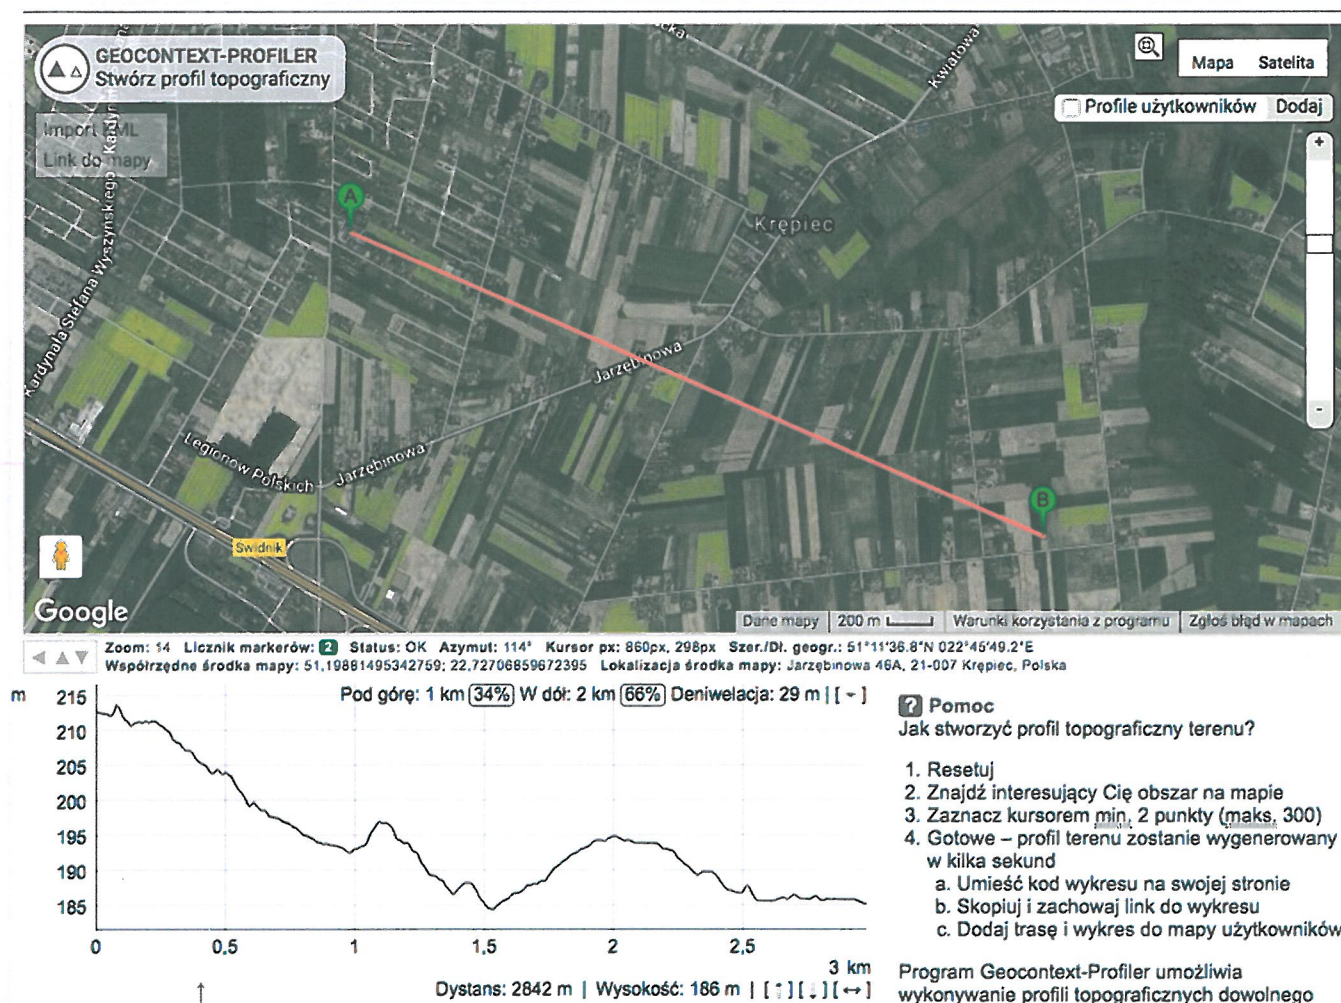 GEOCONTEXT-PROFILER
Stwórz profil topograficzny
Import KML
Link do mapy
Kardynała Stefana Wyszyńskiego
Kwiatowa
Mapa Satelita
Profile użytkowników Dodaj
+
-
A
Krępiec
Jarzębinowa
Legionów Polskich
Jarzębinowa
B
Świdnik
Google
Dane mapy 200 m Warunki korzystania z programu Zgłoś błąd w mapach
Zoom: 14 Licznik markerów: 2 Status: OK Azymut: 114° Kursor px: 860px, 298px Szer./Dł. geogr.: 51°11'36.8"N 022°45'49.2"E
Współrzędne środka mapy: 51,19881495342759; 22,72706859672395 Lokalizacja środka mapy: Jarzębinowa 46A, 21-007 Krępiec, Polska
m
Pod górę: 1 km 34% W dół: 2 km 66% Deniwelacja: 29 m | [ - ]
215
210
205
200
195
190
185
0 0,5 1 1,5 2 2,5
3 km
Dystans: 2842 m | Wysokość: 186 m | [↑][↓][↔]
? Pomoc
Jak stworzyć profil topograficzny terenu?
1. Resetuj
2. Znajdź interesujący Cię obszar na mapie
3. Zaznacz kursorem min. 2 punkty (maks. 300)
4. Gotowe – profil terenu zostanie wygenerowany
w kilka sekund
a. Umieść kod wykresu na swojej stronie
b. Skopiuj i zachowaj link do wykresu
c. Dodaj trasę i wykres do mapy użytkowników
Program Geocontext-Profiler umożliwia
wykonywanie profili topograficznych dowolnego